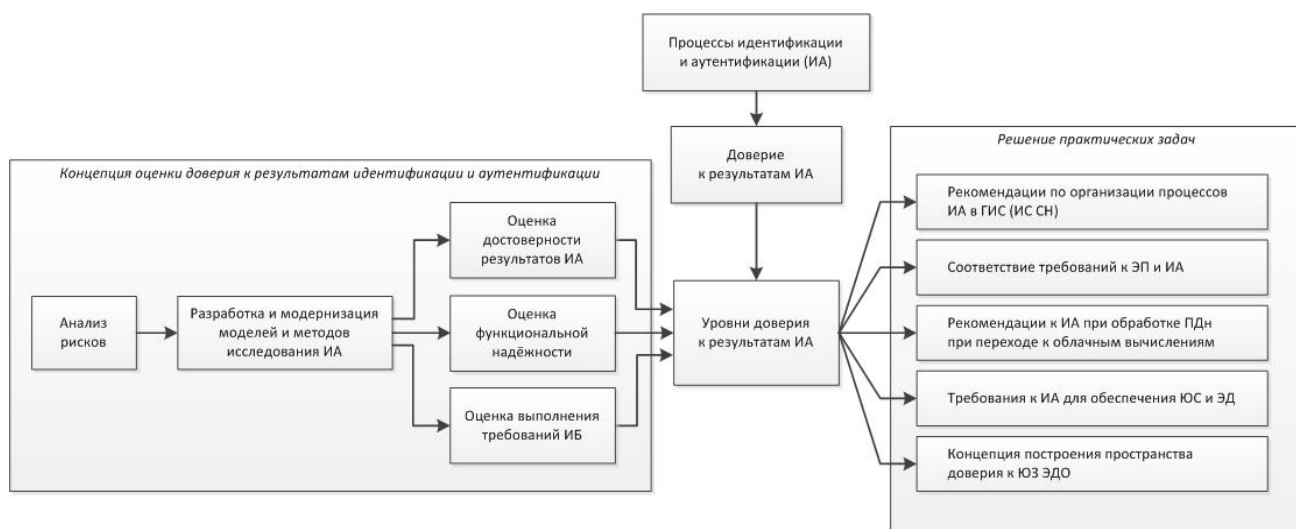 Процессы идентификации
и аутентификации (ИА)
Доверие
к результатам ИА
Концепция оценки доверия к результатам идентификации и аутентификации
Анализ
рисков
Разработка и модернизация
моделей и методов
исследования ИА
Оценка
достоверности
результатов ИА
Оценка
функциональной
надёжности
Оценка выполнения
требований ИБ
Уровни доверия
к результатам ИА
Решение практических задач
Рекомендации по организации процессов
ИА в ГИС (ИС СН)
Соответствие требований к ЭП и ИА
Рекомендации к ИА при обработке ПДн
при переходе к облачным вычислениям
Требования к ИА для обеспечения ЮС и ЭД
Концепция построения пространства
доверия к ЮЗ ЭДО